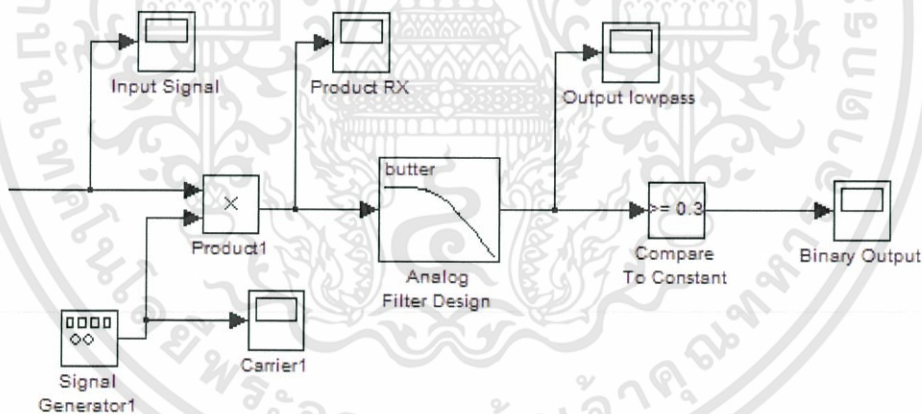 Input Signal
Product RX
Output lowpass
×
Product1
butter
Analog
Filter Design
>= 0.3
Compare
To Constant
Binary Output
Signal
Generator1
Carrier1